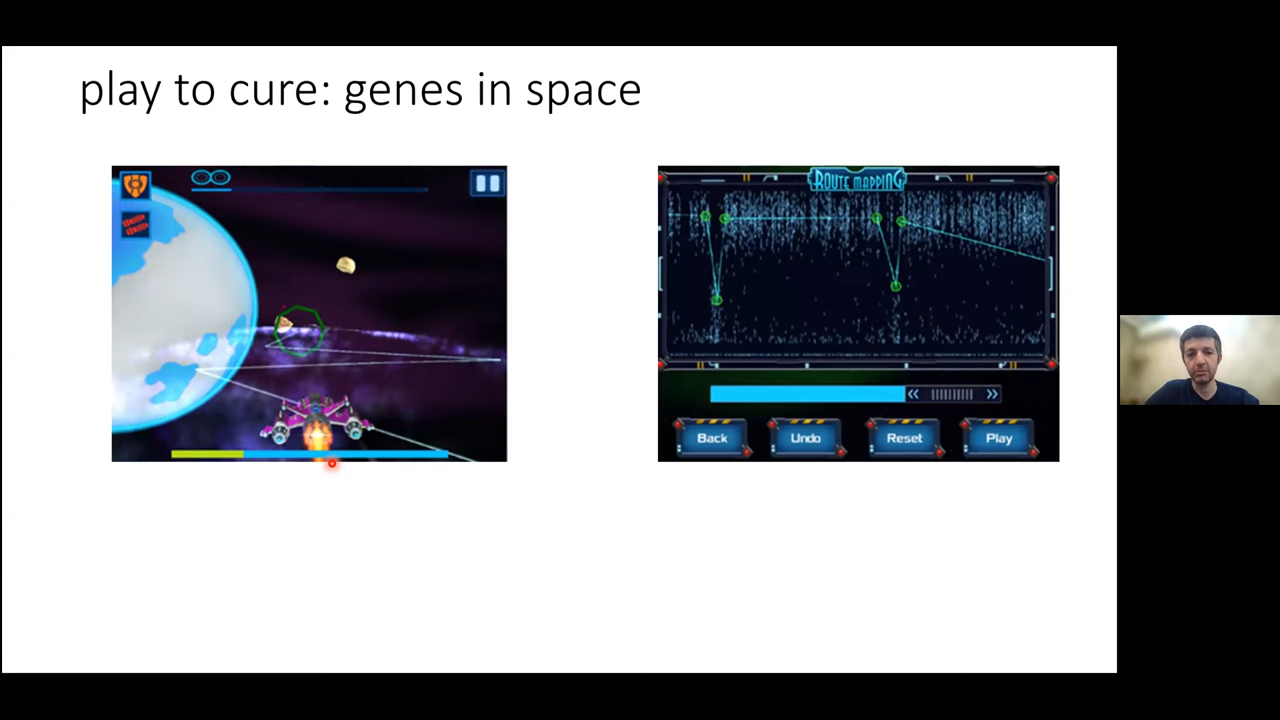 play to cure: genes in space
ROUTE MAPPING
Back
Undo
Reset
Play